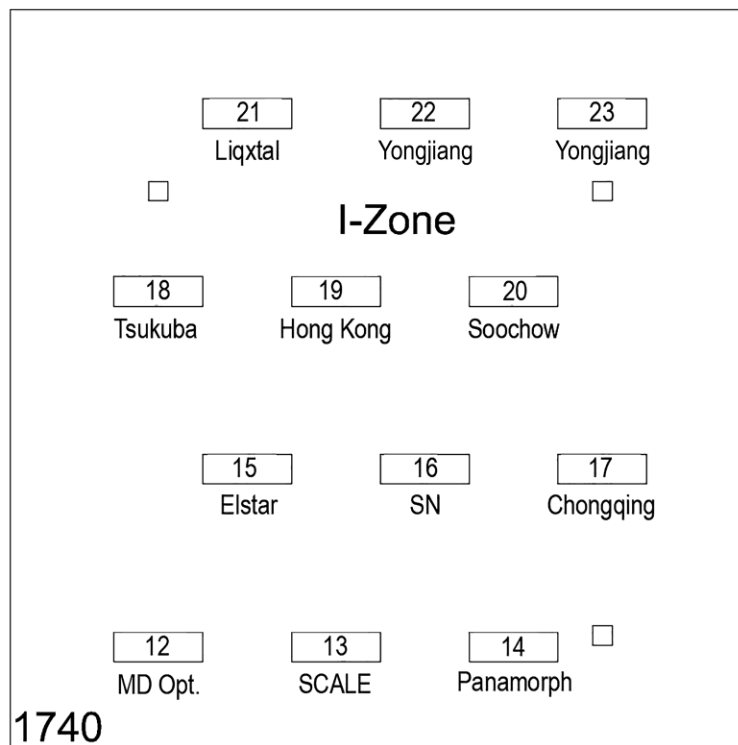 21 22 23
Liqxtal Yongjiang Yongjiang
I-Zone
18 19 20
Tsukuba Hong Kong Soochow
15 16 17
Elstar SN Chongqing
12 13 14
MD Opt. SCALE Panamorph
1740